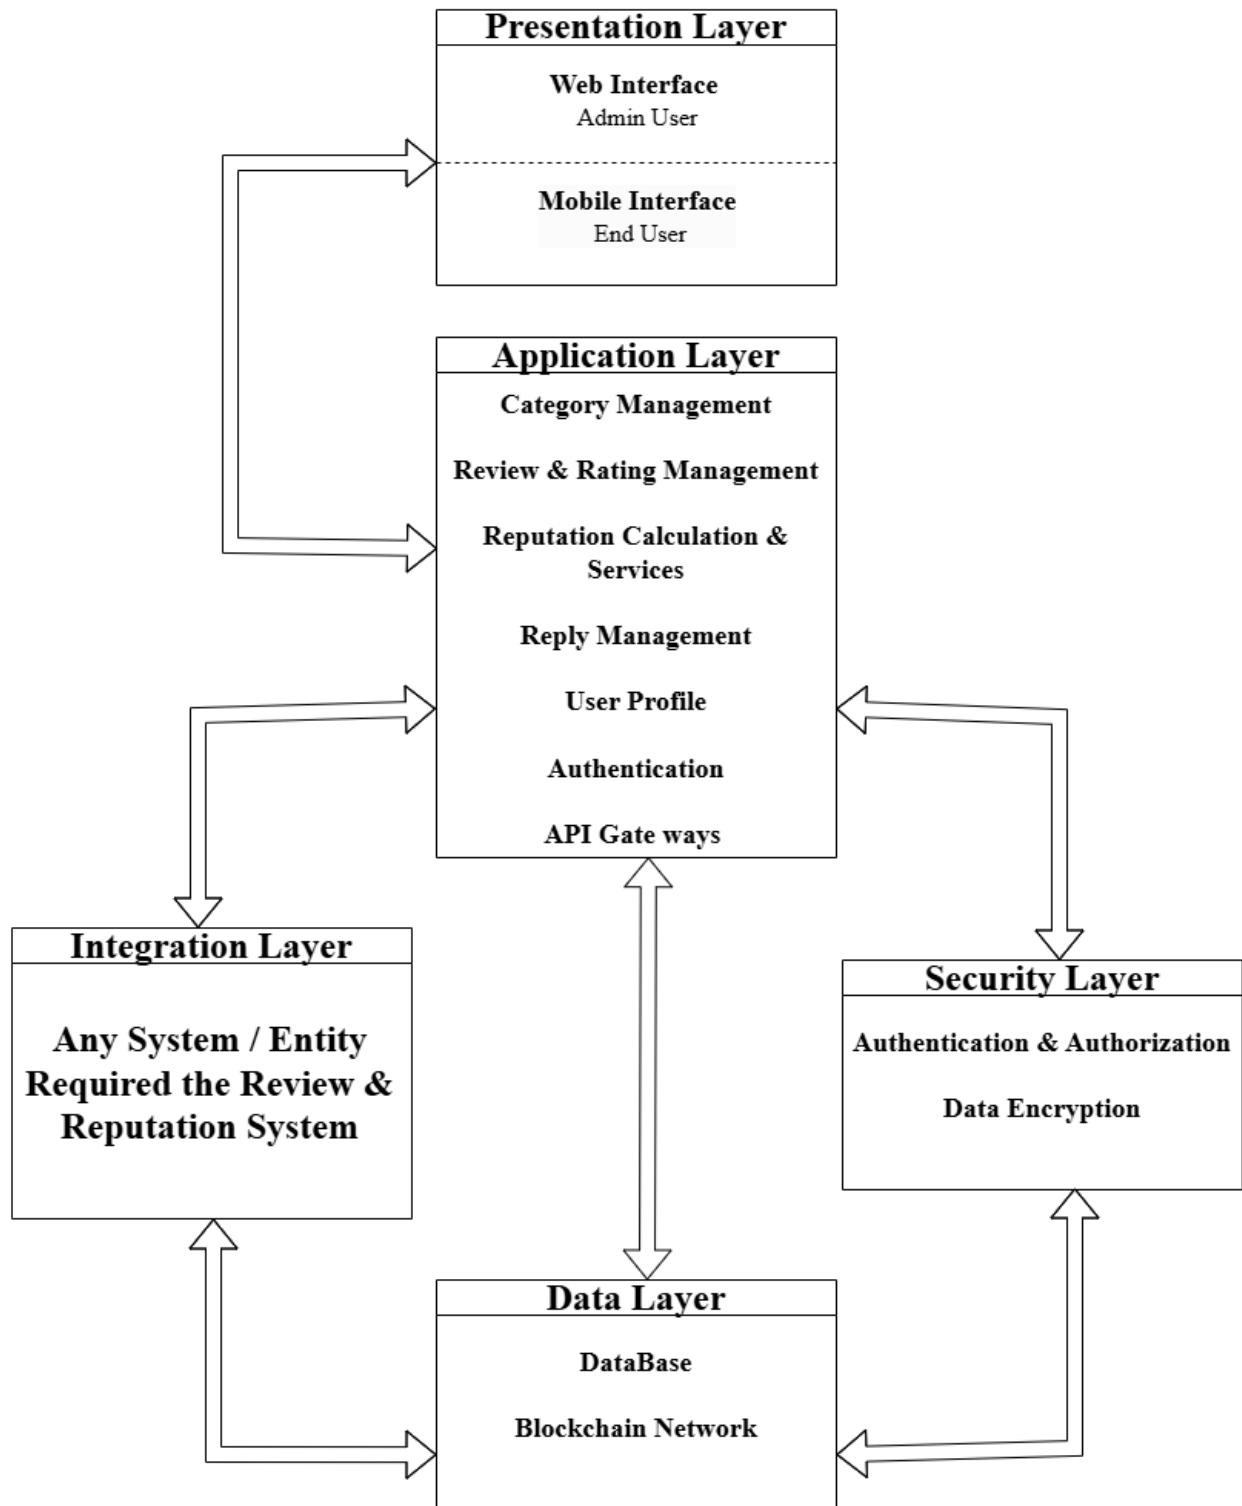 Presentation Layer
Web Interface
Admin User
Mobile Interface
End User
Application Layer
Category Management
Review & Rating Management
Reputation Calculation &
Services
Reply Management
User Profile
Authentication
API Gate ways
Integration Layer
Any System / Entity
Required the Review &
Reputation System
Security Layer
Authentication & Authorization
Data Encryption
Data Layer
DataBase
Blockchain Network